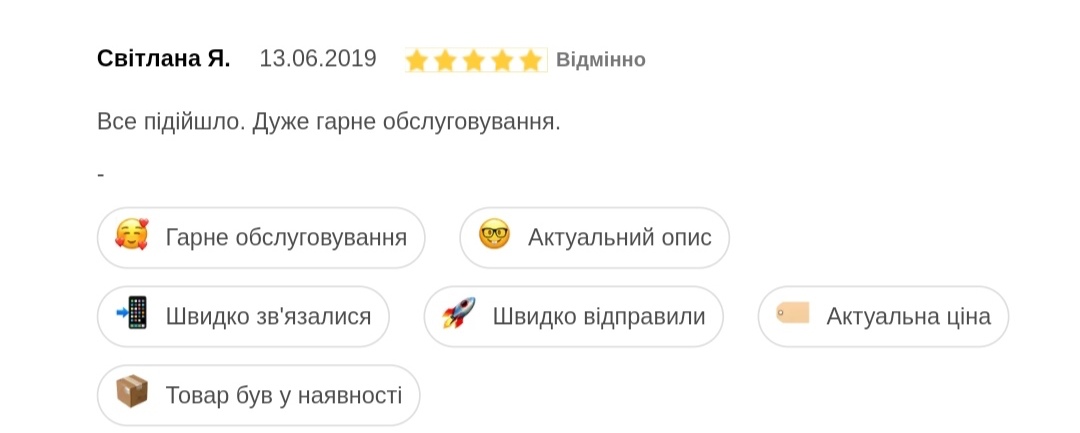 Світлана Я. 13.06.2019 Відмінно
Все підійшло. Дуже гарне обслуговування.
-
Гарне обслуговування Актуальний опис
Швидко зв'язалися Швидко відправили Актуальна ціна
Товар був у наявності